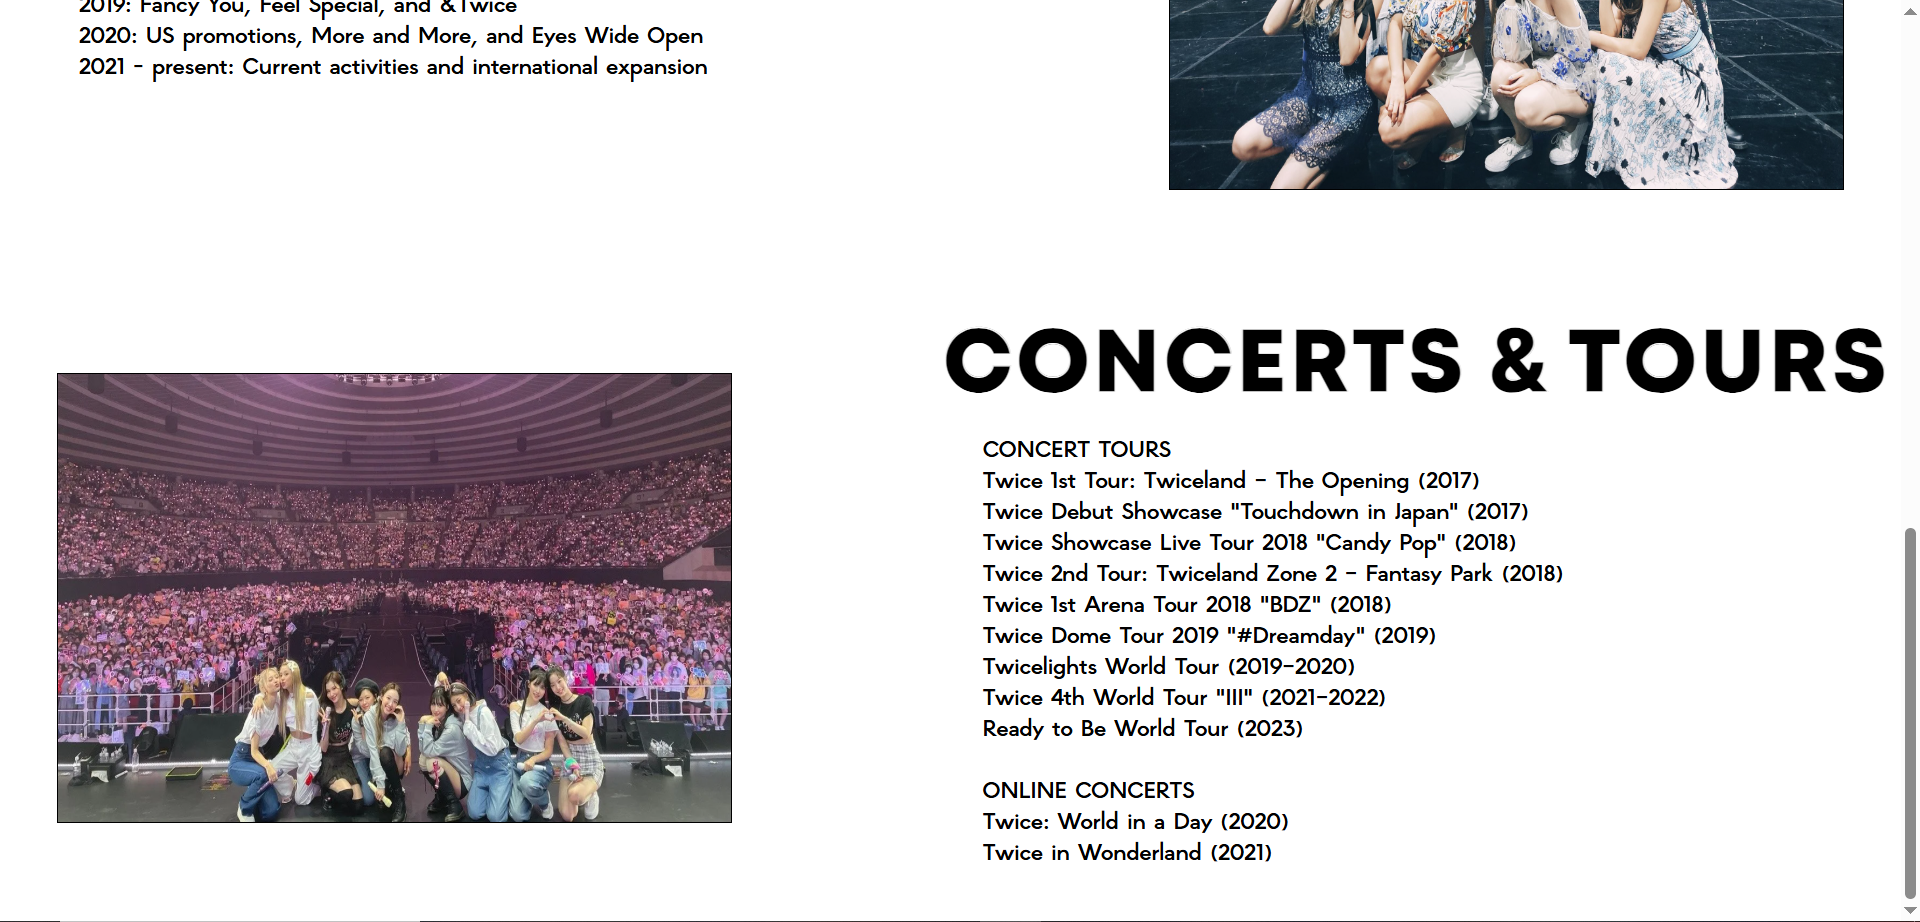 2019: Fancy You, Feel Special, and &Twice
2020: US promotions, More and More, and Eyes Wide Open
2021 - present: Current activities and international expansion
CONCERTS & TOURS
CONCERT TOURS
Twice 1st Tour: Twiceland - The Opening (2017)
Twice Debut Showcase "Touchdown in Japan" (2017)
Twice Showcase Live Tour 2018 "Candy Pop" (2018)
Twice 2nd Tour: Twiceland Zone 2 - Fantasy Park (2018)
Twice 1st Arena Tour 2018 "BDZ" (2018)
Twice Dome Tour 2019 "#Dreamday" (2019)
Twicelights World Tour (2019-2020)
Twice 4th World Tour "III" (2021-2022)
Ready to Be World Tour (2023)
ONLINE CONCERTS
Twice: World in a Day (2020)
Twice in Wonderland (2021)